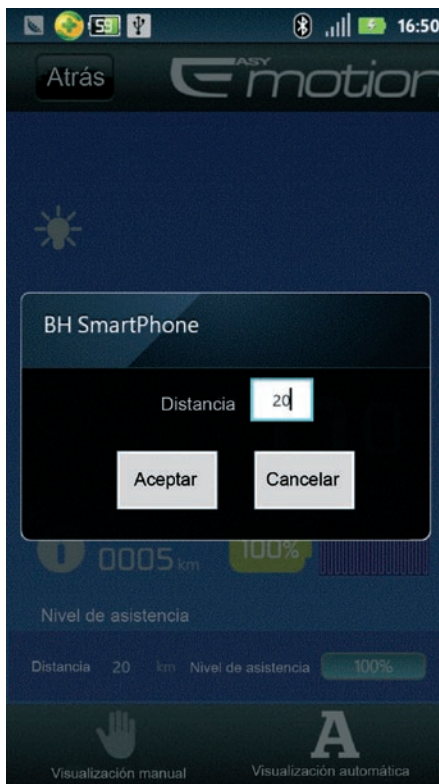 59 16:50
Atrás EASY motion
BH SmartPhone
Distancia 20
Aceptar Cancelar
0005 km 100%
Nivel de asistencia
Distancia 20 km Nivel de asistencia 100%
Visualización manual A Visualización automática